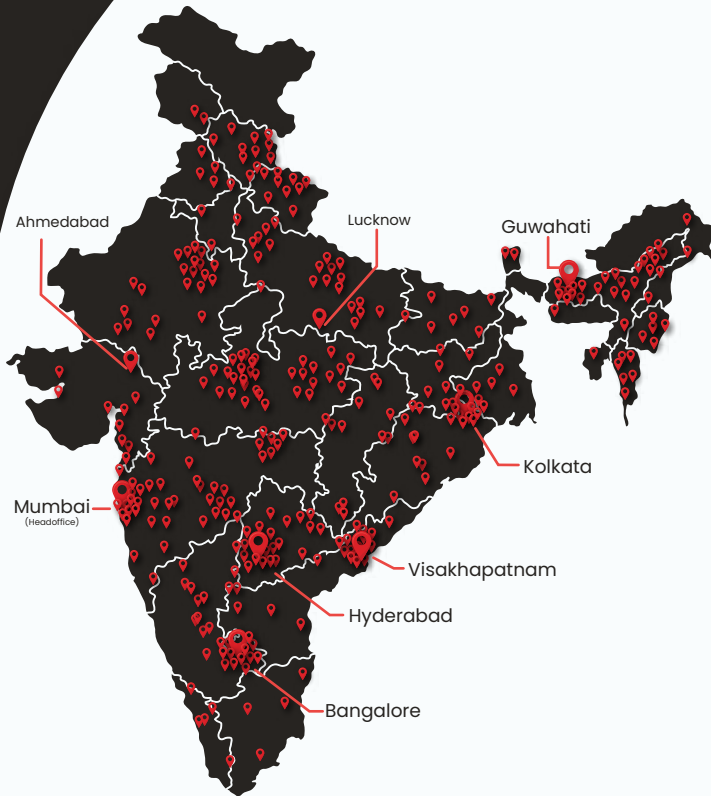 Ahmedabad
Lucknow
Guwahati
Kolkata
Mumbai
(Headoffice)
Visakhapatnam
Hyderabad
Bangalore